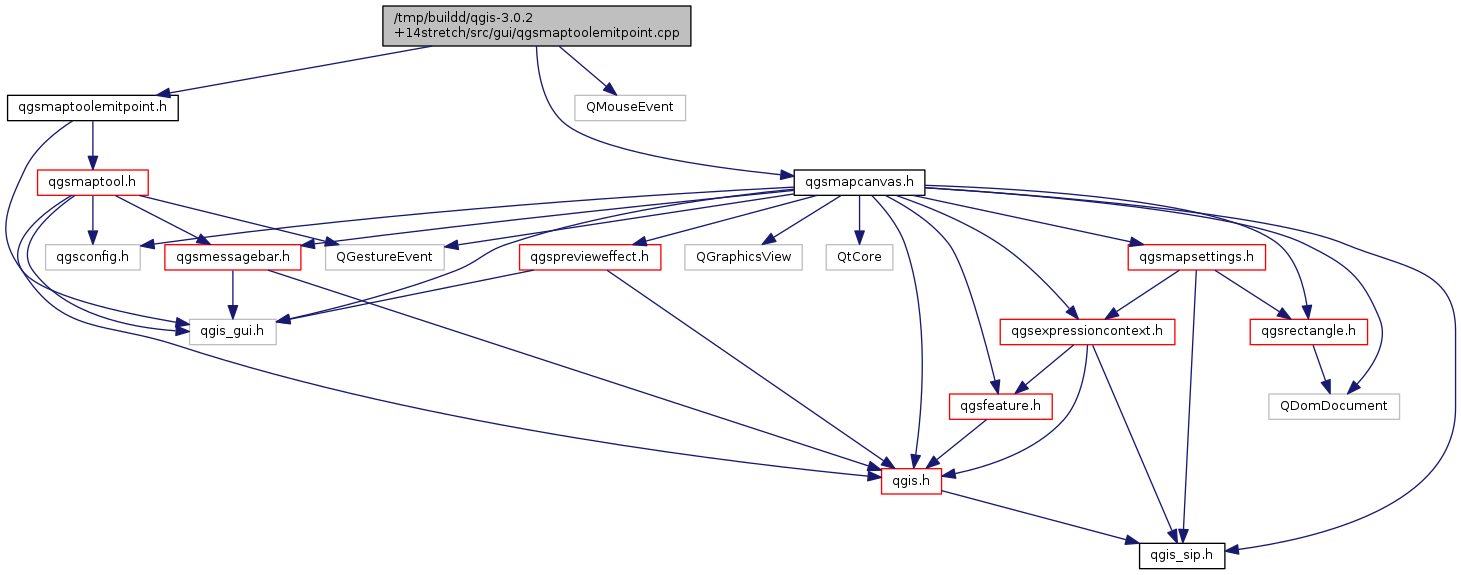 /tmp/buildd/qgis-3.0.2
+14stretch/src/gui/qgsmaptoolemitpoint.cpp
qgsmaptoolemitpoint.h
QMouseEvent
qgsmaptool.h
qgsmapcanvas.h
qgsconfig.h
qgsmessagebar.h
QGestureEvent
qgsprevieweffect.h
QGraphicsView
QtCore
qgsmapsettings.h
qgis_gui.h
qgsexpressioncontext.h
qgsrectangle.h
qgsfeature.h
QDomDocument
qgis.h
qgis_sip.h